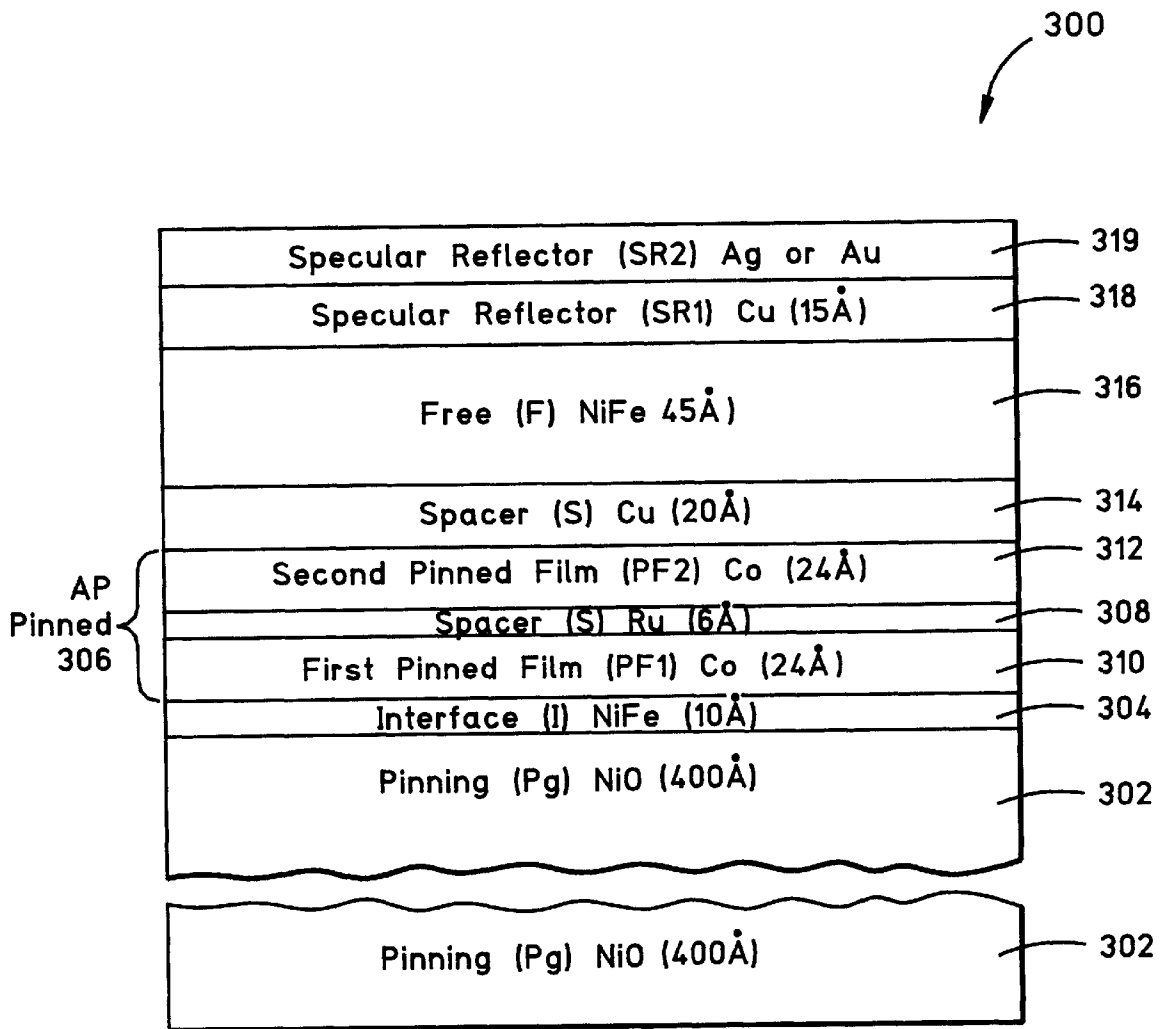 300
Specular Reflector (SR2) Ag or Au
319
Specular Reflector (SR1) Cu (15Å)
318
Free (F) NiFe 45Å)
316
Spacer (S) Cu (20Å)
314
AP
Pinned
306
Second Pinned Film (PF2) Co (24Å)
312
Spacer (S) Ru (6Å)
308
First Pinned Film (PF1) Co (24Å)
310
Interface (I) NiFe (10Å)
304
Pinning (Pg) NiO (400Å)
302
Pinning (Pg) NiO (400Å)
302